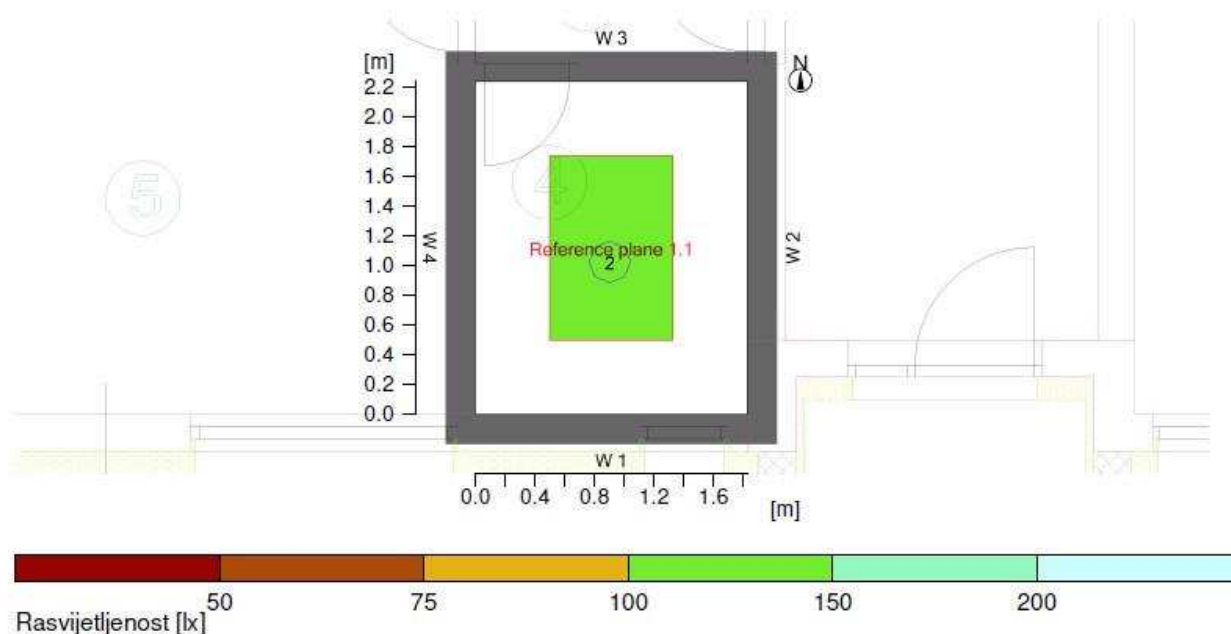 W 3
[m]
N
2.2
2.0
1.8
1.6
1.4
1.2
1.0
0.8
0.6
0.4
0.2
0.0
5
4
W 4
W 2
Reference plane 1.1
2
W 1
0.0 0.4 0.8 1.2 1.6
[m]
50 75 100 150 200
Rasvijetljenost [lx]